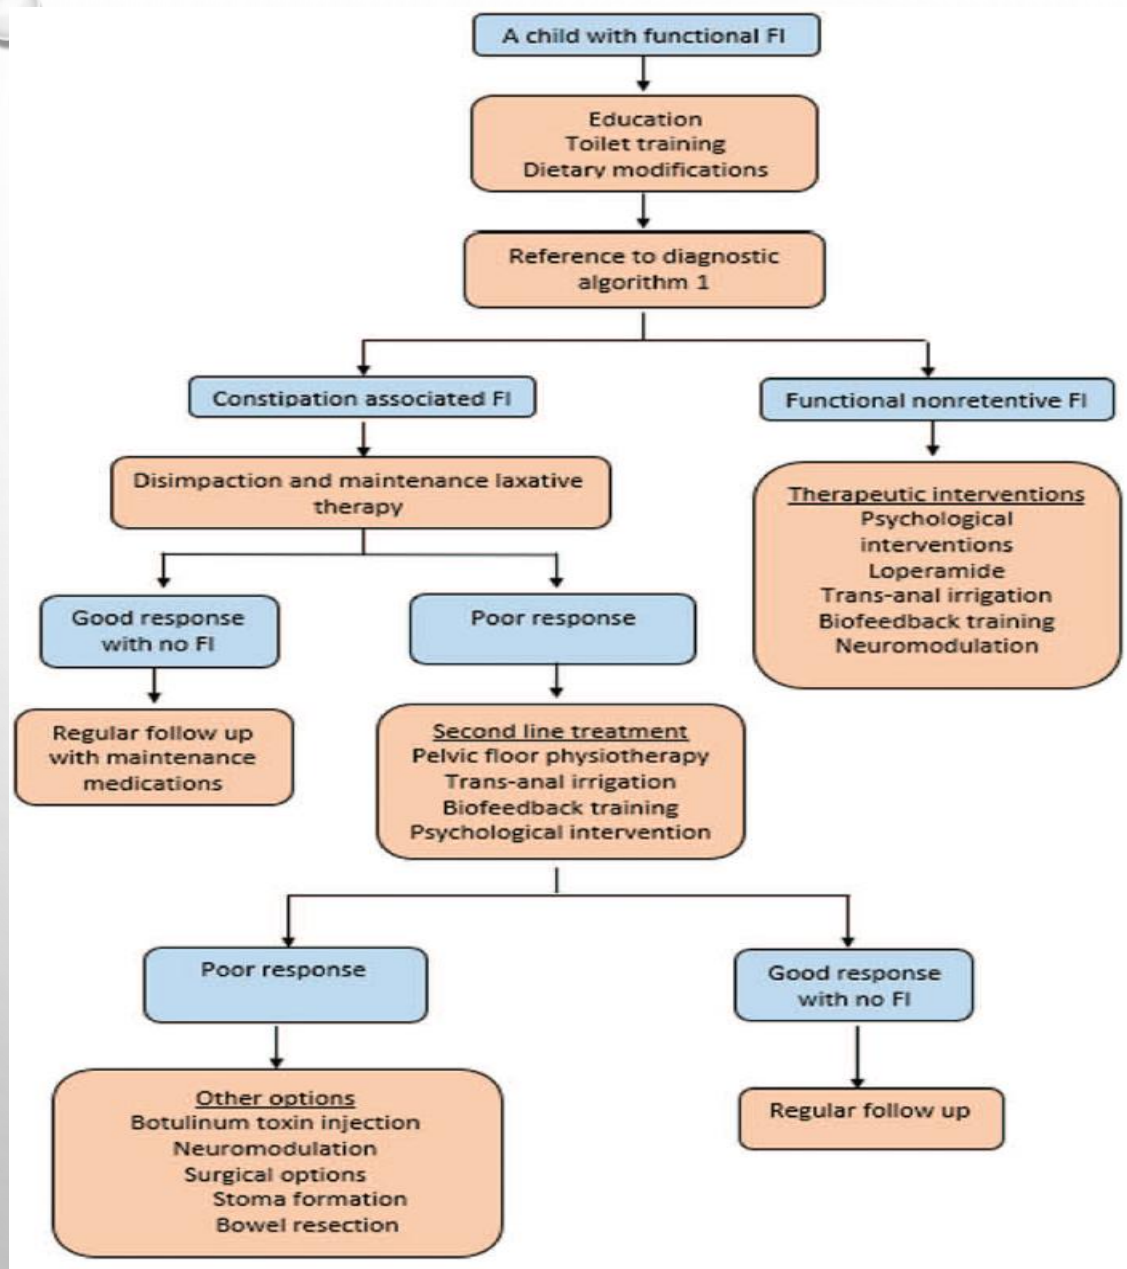 A child with functional FI
Education
Toilet training
Dietary modifications
Reference to diagnostic
algorithm 1
Constipation associated FI
Functional nonretentive FI
Disimpaction and maintenance laxative
therapy
Therapeutic interventions
Psychological
interventions
Loperamide
Trans-anal irrigation
Biofeedback training
Neuromodulation
Good response
with no FI
Poor response
Regular follow up
with maintenance
medications
Second line treatment
Pelvic floor physiotherapy
Trans-anal irrigation
Biofeedback training
Psychological intervention
Poor response
Good response
with no FI
Other options
Botulinum toxin injection
Neuromodulation
Surgical options
Stoma formation
Bowel resection
Regular follow up